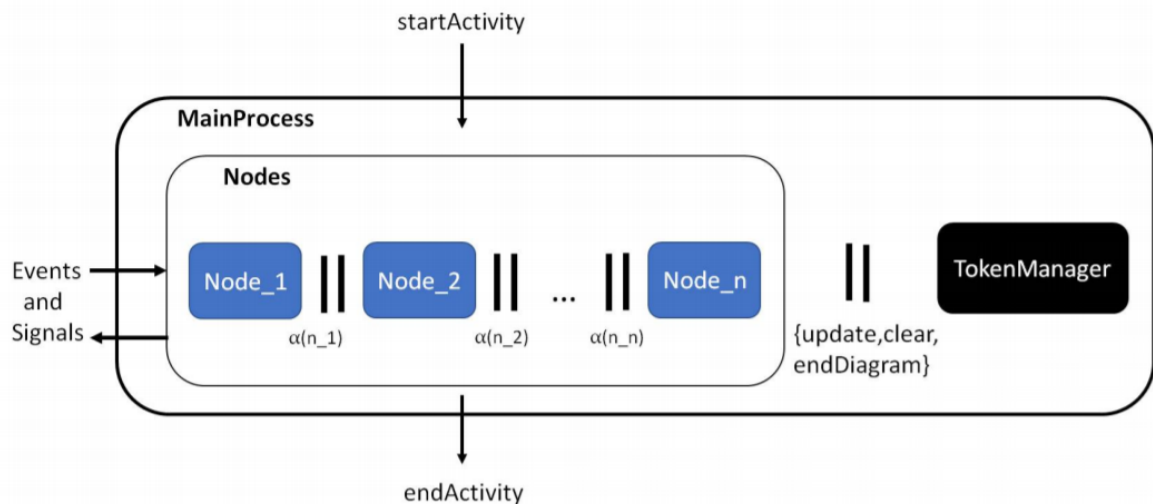 startActivity
MainProcess
Nodes
Events
and
Signals
Node_1
||
Node_2
||
...
||
Node_n
||
TokenManager
α(n_1)
α(n_2)
α(n_n)
{update,clear,
endDiagram}
endActivity